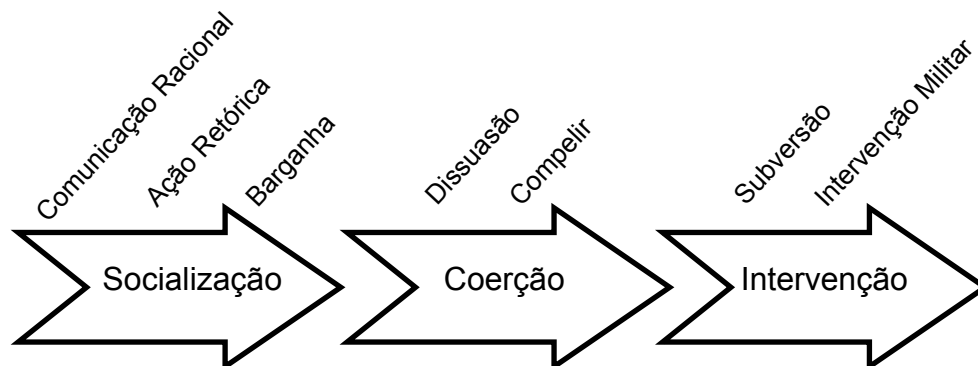 Comunicação Racional
Ação Retórica
Barganha
Dissuasão
Compelir
Subversão
Intervenção Militar
Socialização
Coerção
Intervenção